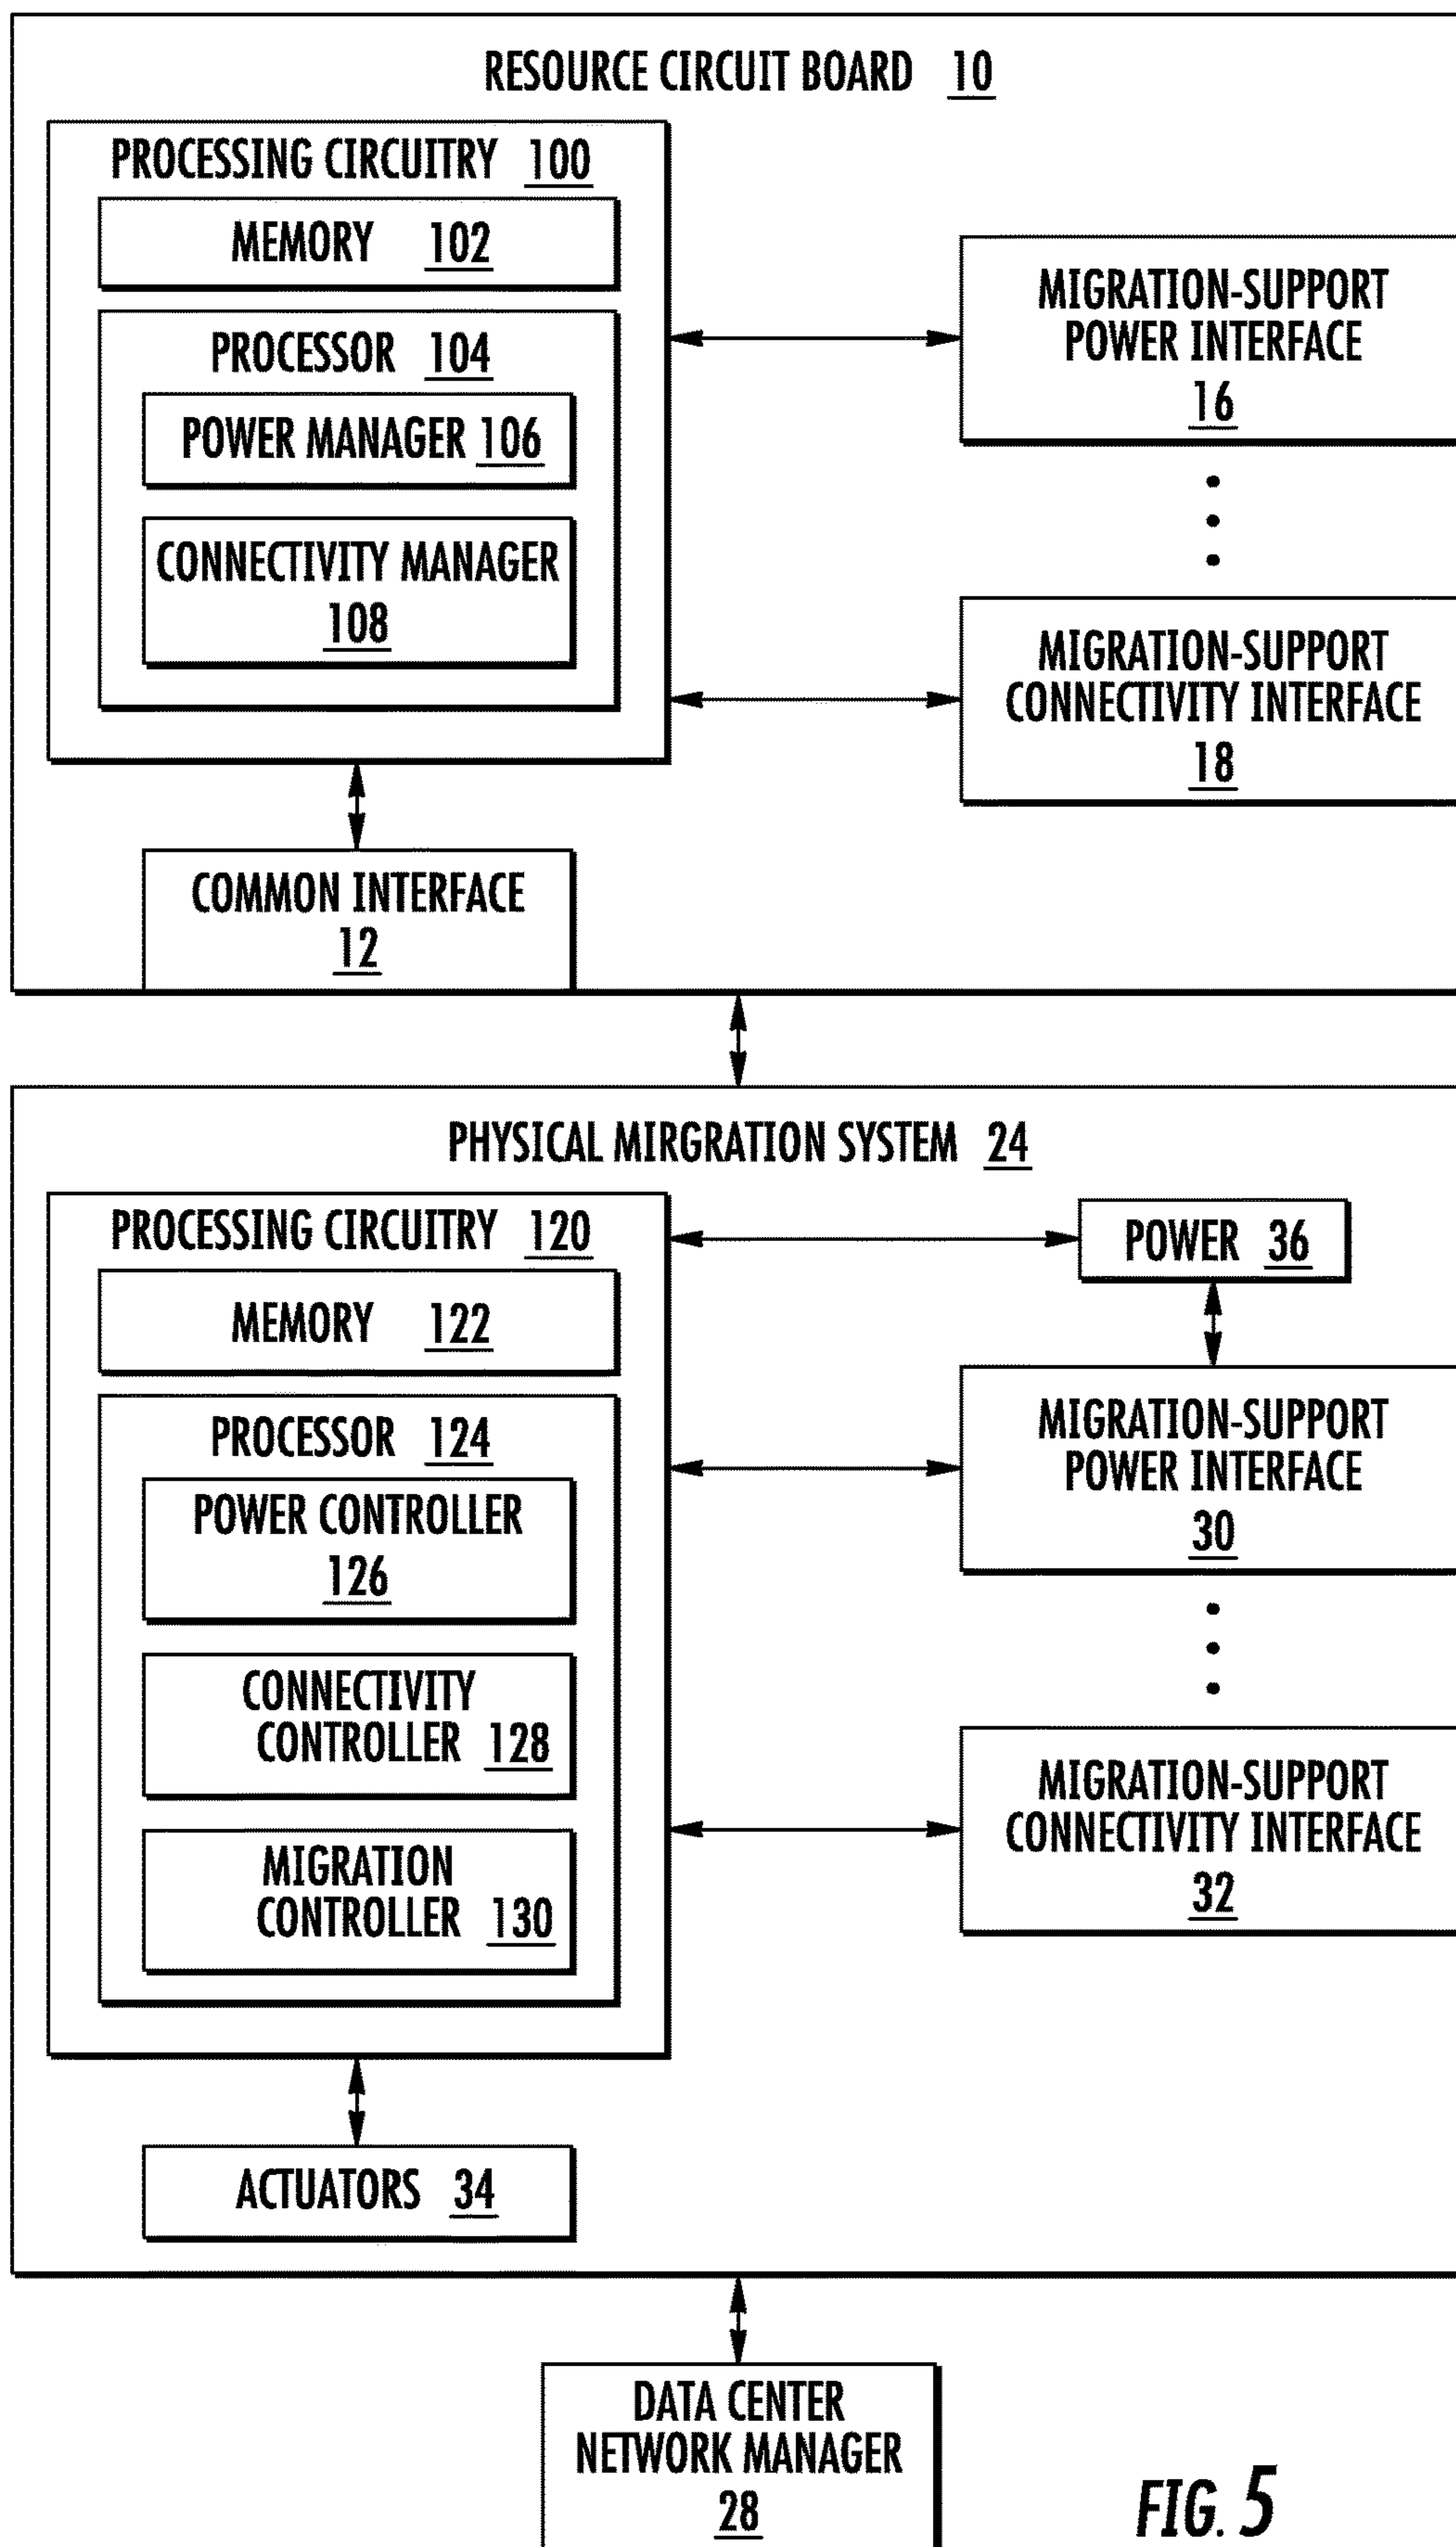 RESOURCE CIRCUIT BOARD 10
PROCESSING CIRCUITRY 100
MEMORY 102
PROCESSOR 104
POWER MANAGER 106
CONNECTIVITY MANAGER
108
MIGRATION-SUPPORT
POWER INTERFACE
16
MIGRATION-SUPPORT
CONNECTIVITY INTERFACE
18
COMMON INTERFACE
12
PHYSICAL MIRGRATION SYSTEM 24
PROCESSING CIRCUITRY 120
MEMORY 122
PROCESSOR 124
POWER CONTROLLER
126
CONNECTIVITY
CONTROLLER 128
MIGRATION
CONTROLLER 130
POWER 36
MIGRATION-SUPPORT
POWER INTERFACE
30
MIGRATION-SUPPORT
CONNECTIVITY INTERFACE
32
ACTUATORS 34
DATA CENTER
NETWORK MANAGER
28
FIG. 5